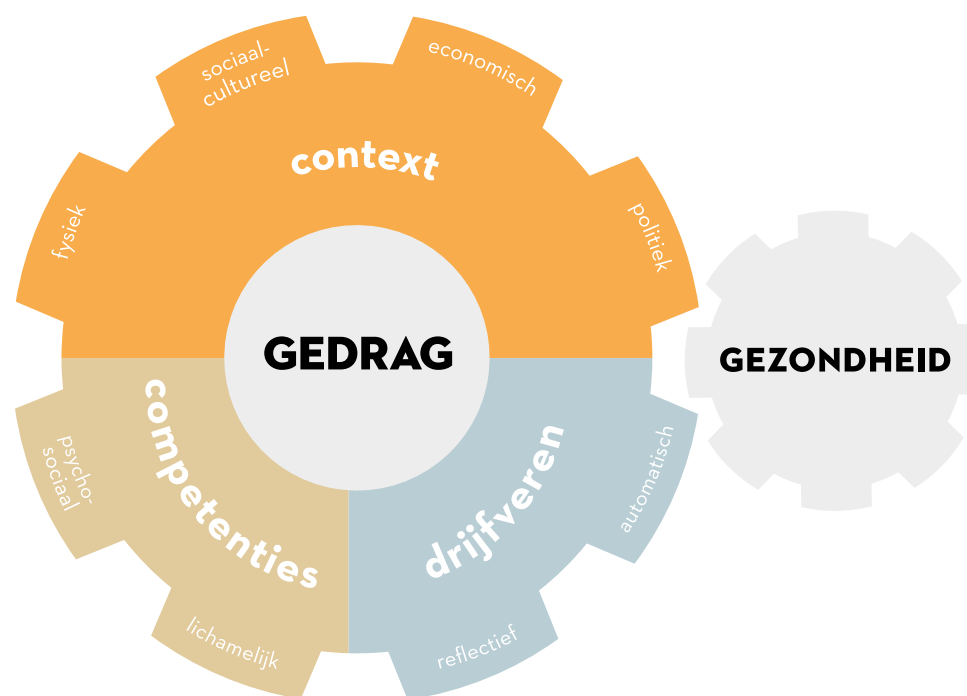 sociaal-
cultureel
economisch
context
fysiek
politiek
GEDRAG
GEZONDHEID
competenties
drijfveren
psycho-
sociaal
automatisch
lichamelijk
reflectief